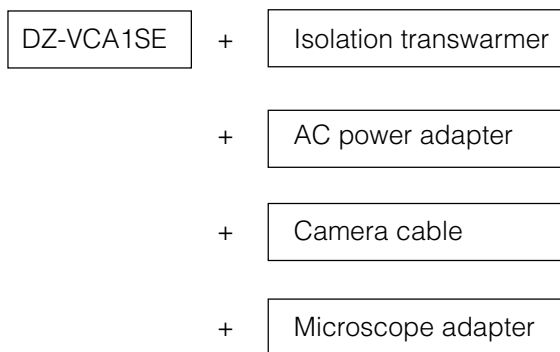 DZ-VCA1SE + Isolation transwarmer
+ AC power adapter
+ Camera cable
+ Microscope adapter